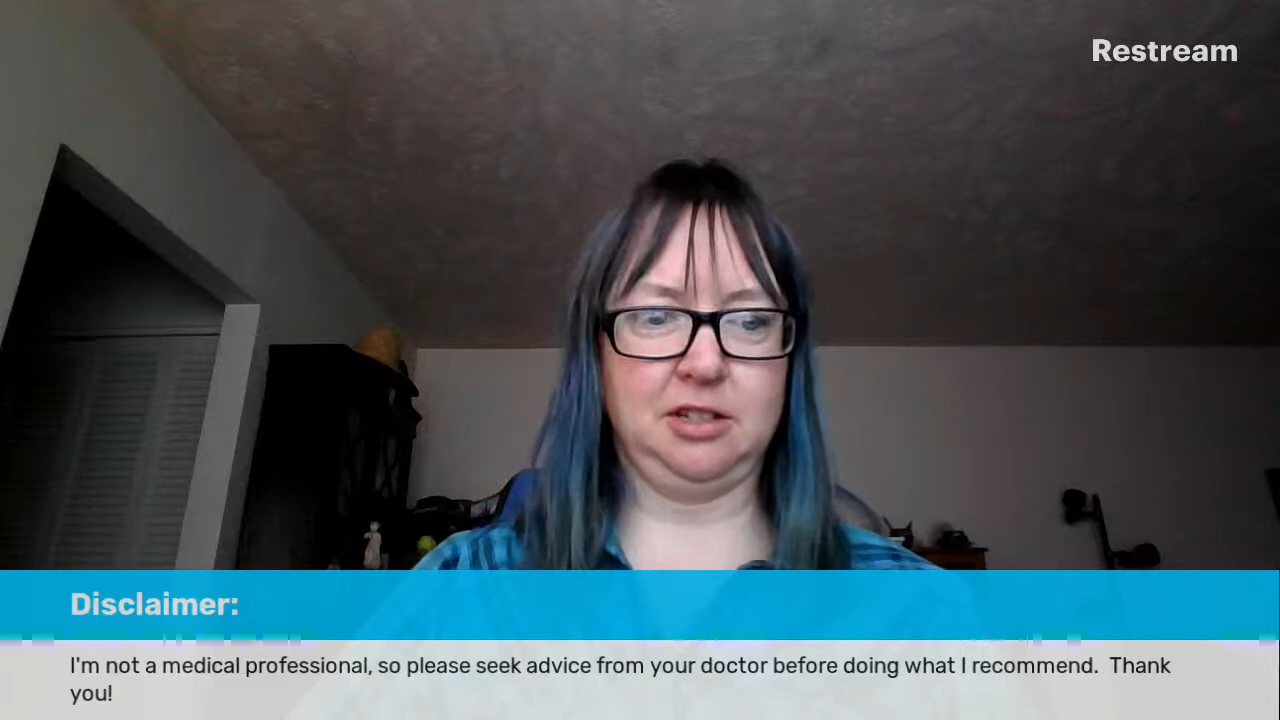 Restream
Disclaimer:
I'm not a medical professional, so please seek advice from your doctor before doing what I recommend.  Thank
you!